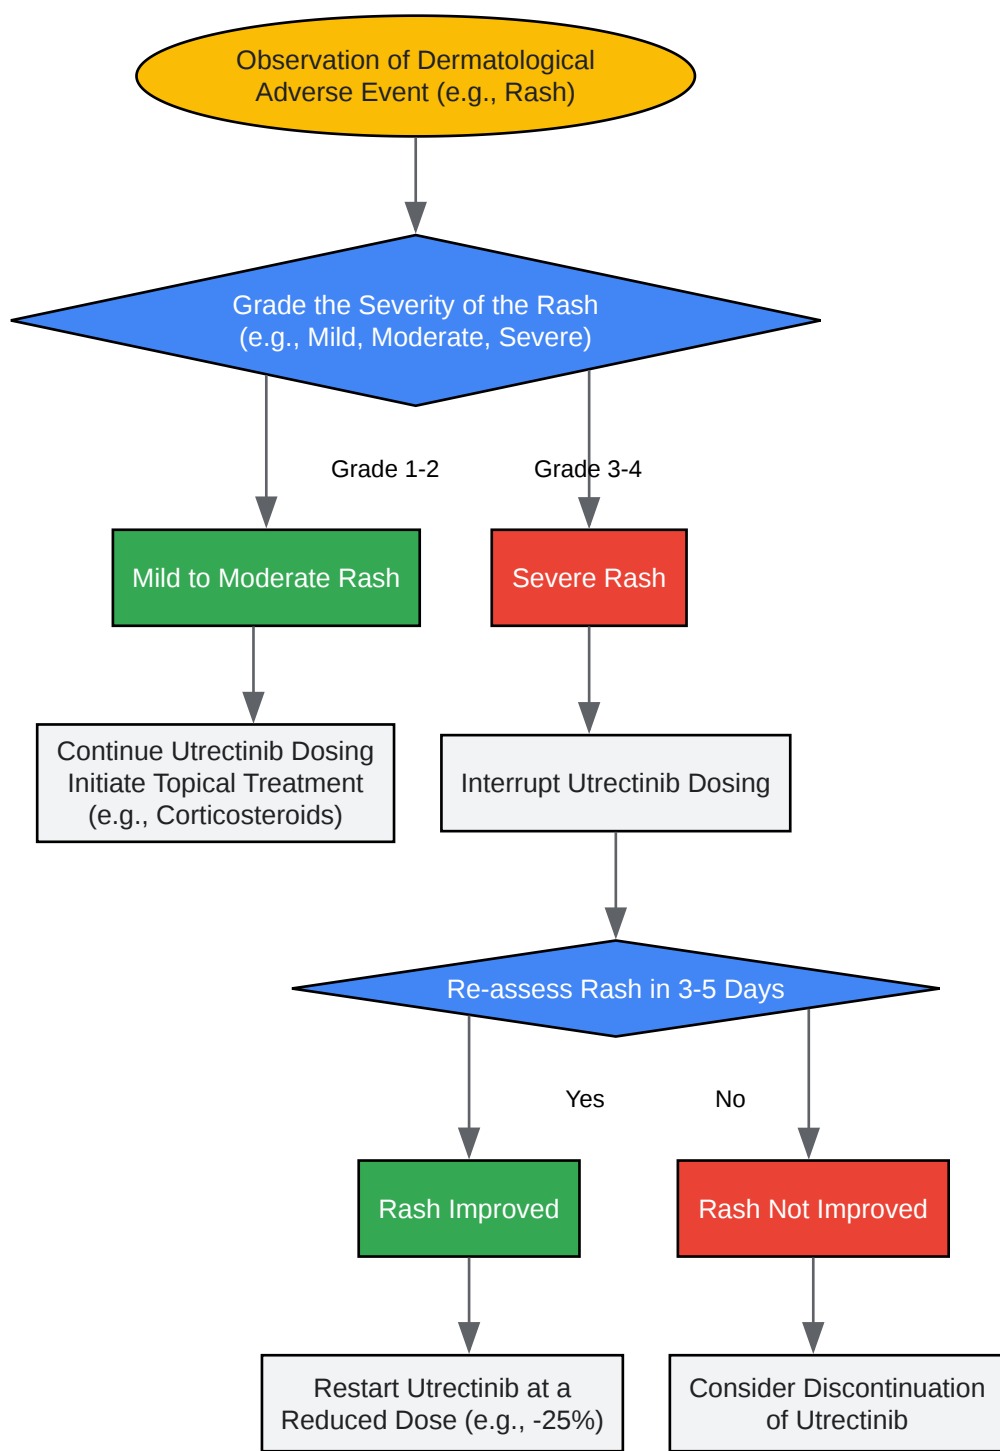 Observation of Dermatological
Adverse Event (e.g., Rash)
Grade the Severity of the Rash
(e.g., Mild, Moderate, Severe)
Grade 1-2
Grade 3-4
Mild to Moderate Rash
Severe Rash
Continue Utrectinib Dosing
Initiate Topical Treatment
(e.g., Corticosteroids)
Interrupt Utrectinib Dosing
Re-assess Rash in 3-5 Days
Yes
No
Rash Improved
Rash Not Improved
Restart Utrectinib at a
Reduced Dose (e.g., -25%)
Consider Discontinuation
of Utrectinib